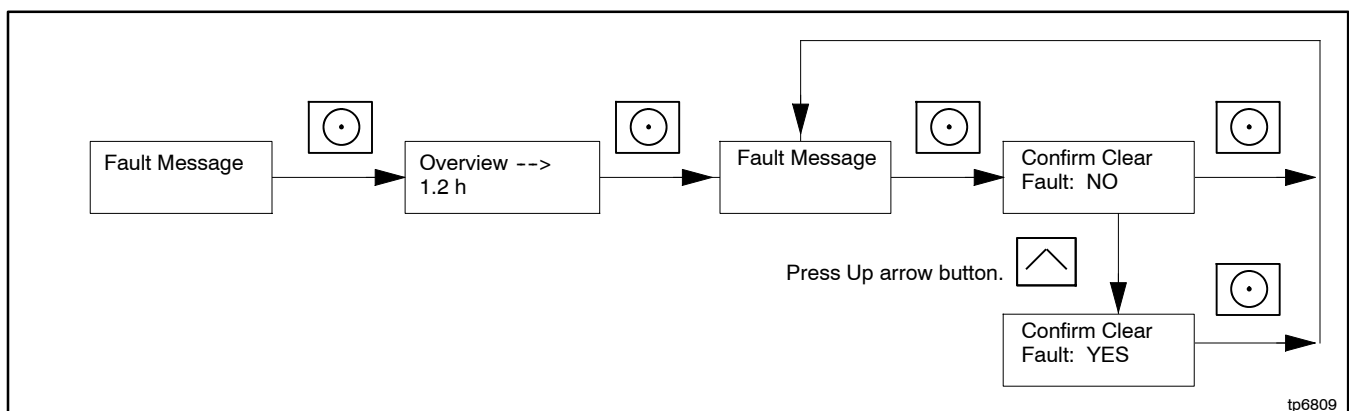 Fault Message
Overview -->
1.2 h
Fault Message
Confirm Clear
Fault: NO
Press Up arrow button.
Confirm Clear
Fault: YES
tp6809